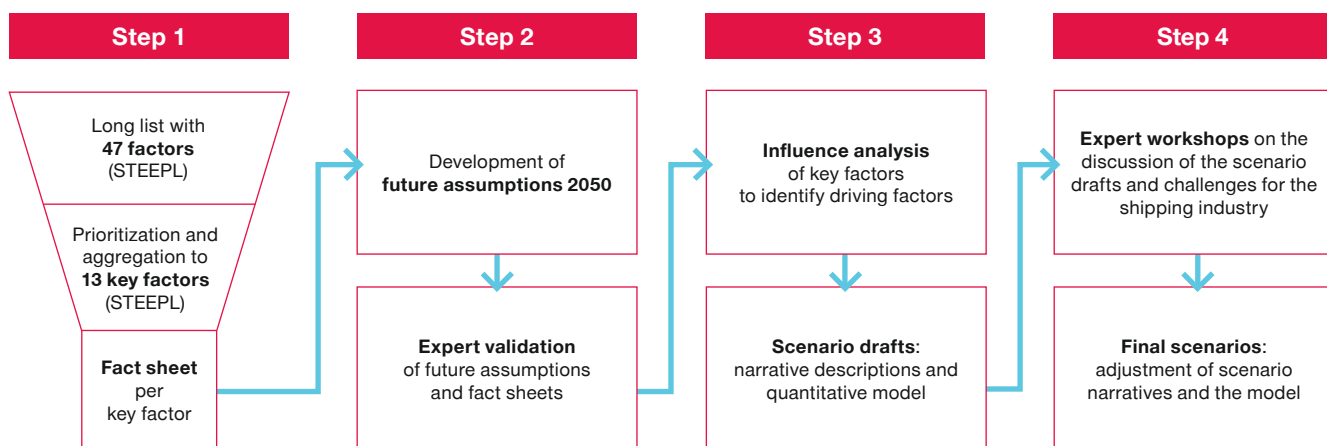 Step 1
Long list with
47 factors
(STEEPL)
Prioritization and
aggregation to
13 key factors
(STEEPL)
Fact sheet
per
key factor
Step 2
Development of
future assumptions 2050
Expert validation
of future assumptions
and fact sheets
Step 3
Influence analysis
of key factors
to identify driving factors
Scenario drafts:
narrative descriptions and
quantitative model
Step 4
Expert workshops on the
discussion of the scenario
drafts and challenges for the
shipping industry
Final scenarios:
adjustment of scenario
narratives and the model